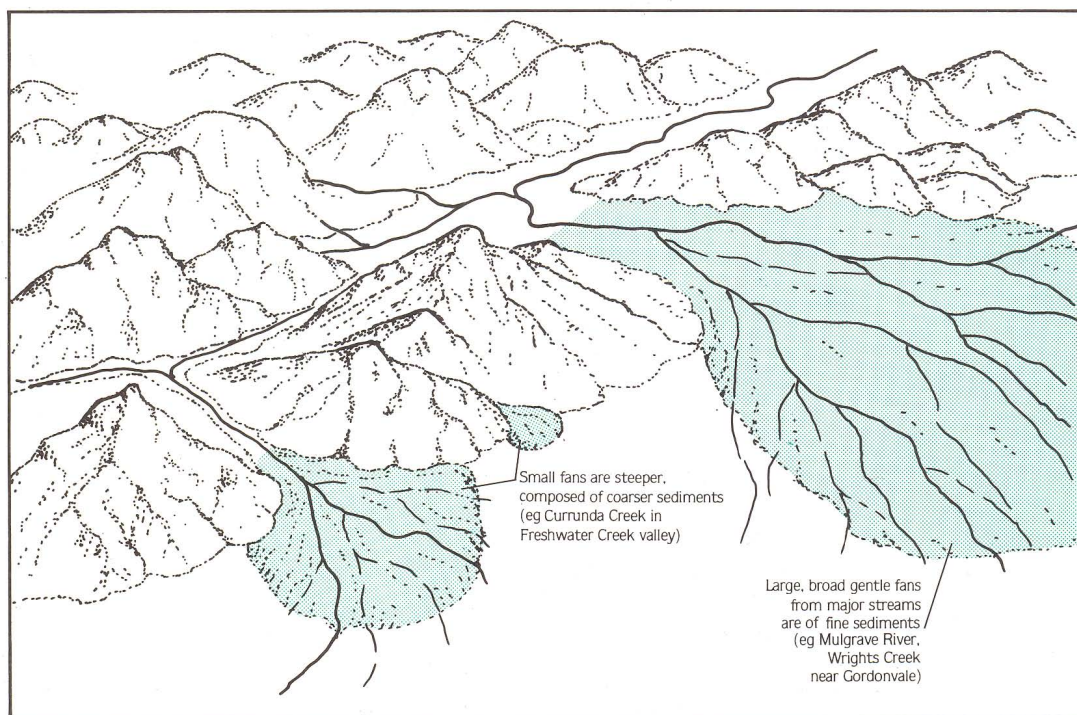 Small fans are steeper,
composed of coarser sediments
(eg Currunda Creek in
Freshwater Creek valley)
Large, broad gentle fans
from major streams
are of fine sediments
(eg Mulgrave River,
Wrights Creek
near Gordonvale)